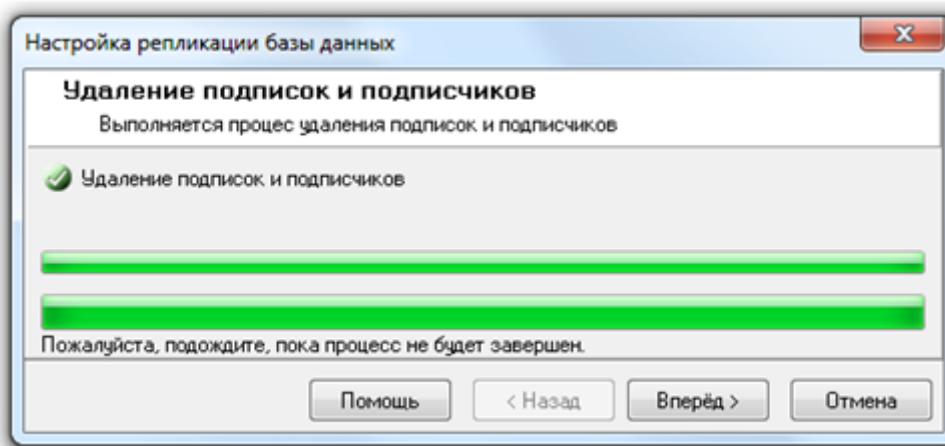 Настройка репликации базы данных
Удаление подписок и подписчиков
Выполняется процес удаления подписок и подписчиков
Удаление подписок и подписчиков
Пожалуйста, подождите, пока процесс не будет завершен.
Помощь < Назад Вперёд > Отмена